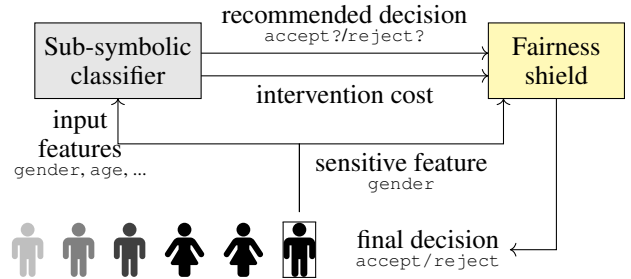 recommended decision
accept?/reject?
Sub-symbolic
classifier
Fairness
shield
intervention cost
input
features
gender, age, ...
sensitive feature
gender
final decision
accept/reject